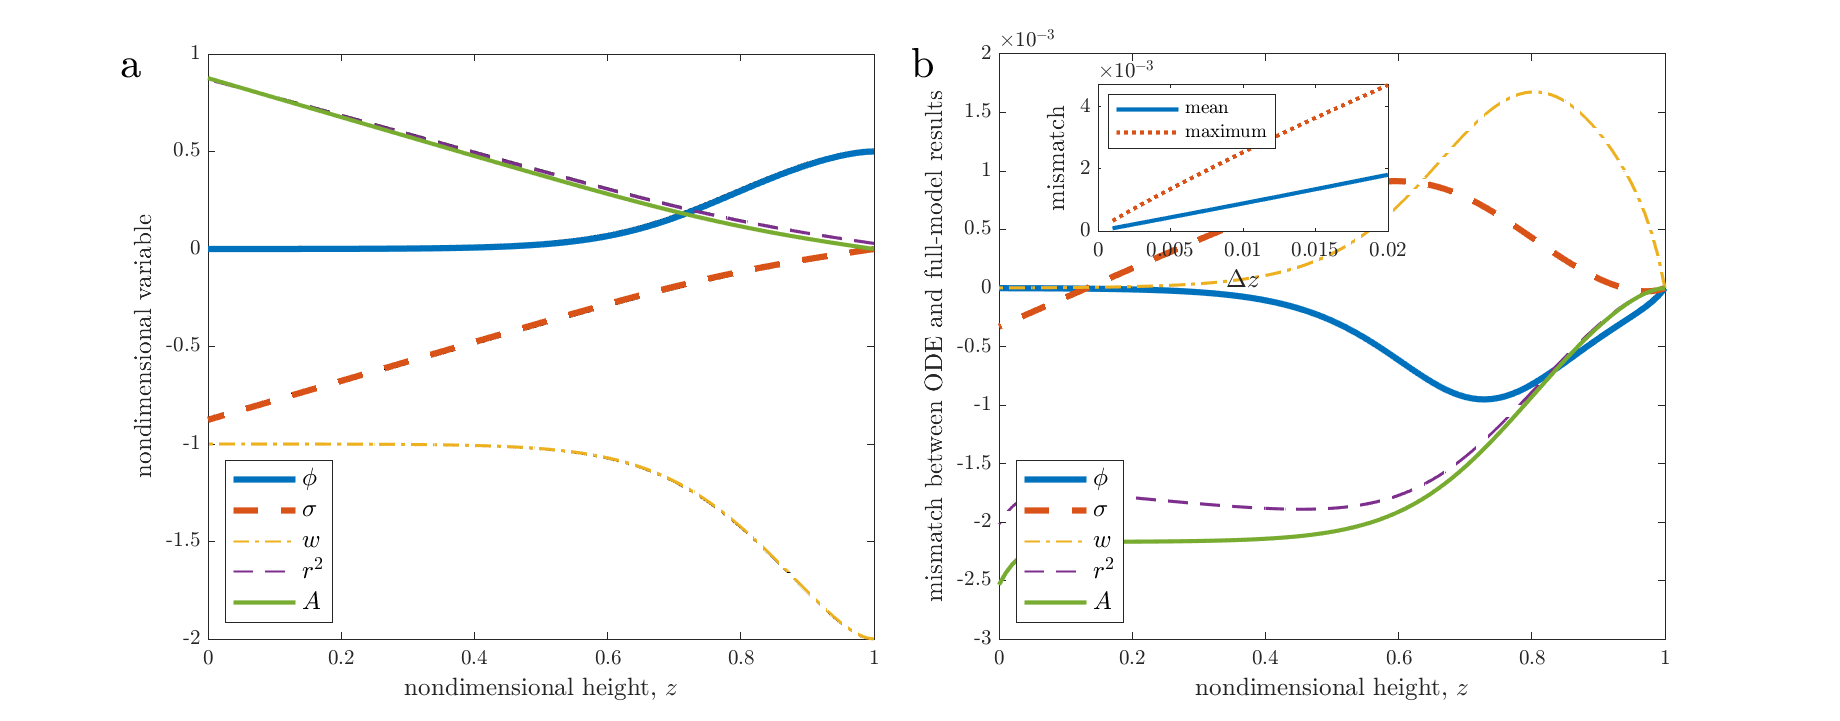 a
1
0.5
0
-0.5
-1
-1.5
-2
0
0.2
0.4
0.6
0.8
1
nondimensional variable
nondimensional height, z
ϕ
σ
w
r²
A
b
×10⁻³
2
1.5
1
0.5
0
-0.5
-1
-1.5
-2
-2.5
-3
0
0.2
0.4
0.6
0.8
1
mismatch between ODE and full-model results
nondimensional height, z
ϕ
σ
w
r²
A
×10⁻³
4
2
0
0
0.005
0.01
0.015
0.02
mismatch
Δz
mean
maximum